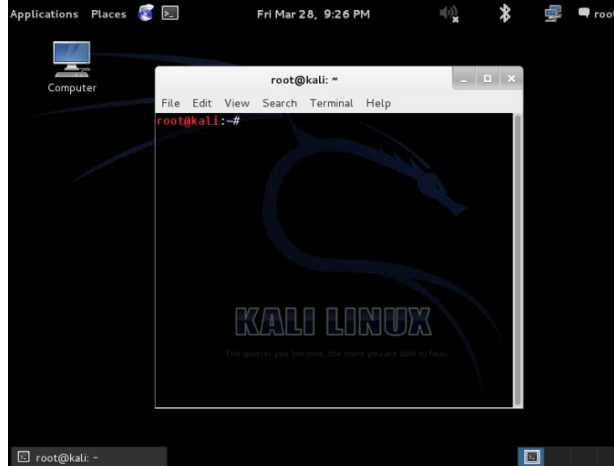 Applications Places Fri Mar 28, 9:26 PM root
Computer
root@kali: ~
File Edit View Search Terminal Help
root@kali:~#
KALI LINUX
The quieter you become, the more you are able to hear.
root@kali: ~